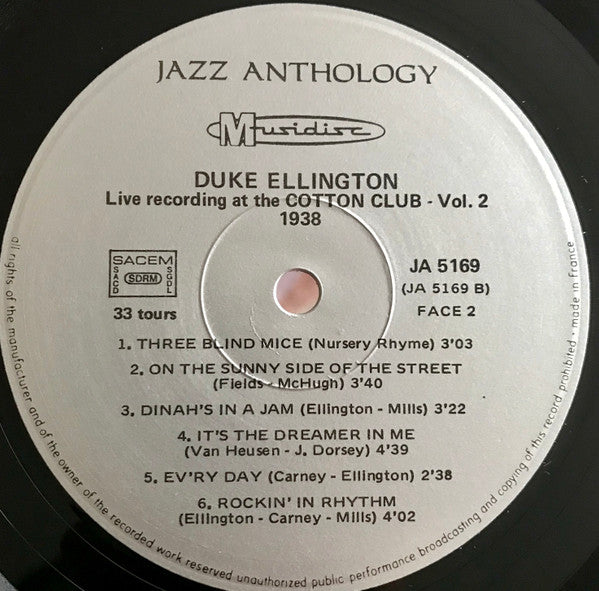 JAZZ ANTHOLOGY
Musidisc
DUKE ELLINGTON
Live recording at the COTTON CLUB - Vol. 2
1938
SACEM
SACD SDRM SGDL
33 tours
JA 5169
(JA 5169 B)
FACE 2
1. THREE BLIND MICE (Nursery Rhyme) 3'03
2. ON THE SUNNY SIDE OF THE STREET
(Fields - McHugh) 3'40
3. DINAH'S IN A JAM (Ellington - Mills) 3'22
4. IT'S THE DREAMER IN ME
(Van Heusen - J. Dorsey) 4'39
5. EV'RY DAY (Carney - Ellington) 2'38
6. ROCKIN' IN RHYTHM
(Ellington - Carney - Mills) 4'02
all rights of the manufacturer and of the owner of the recorded work reserved unauthorized public performance broadcasting and copying of this record prohibited - made in france